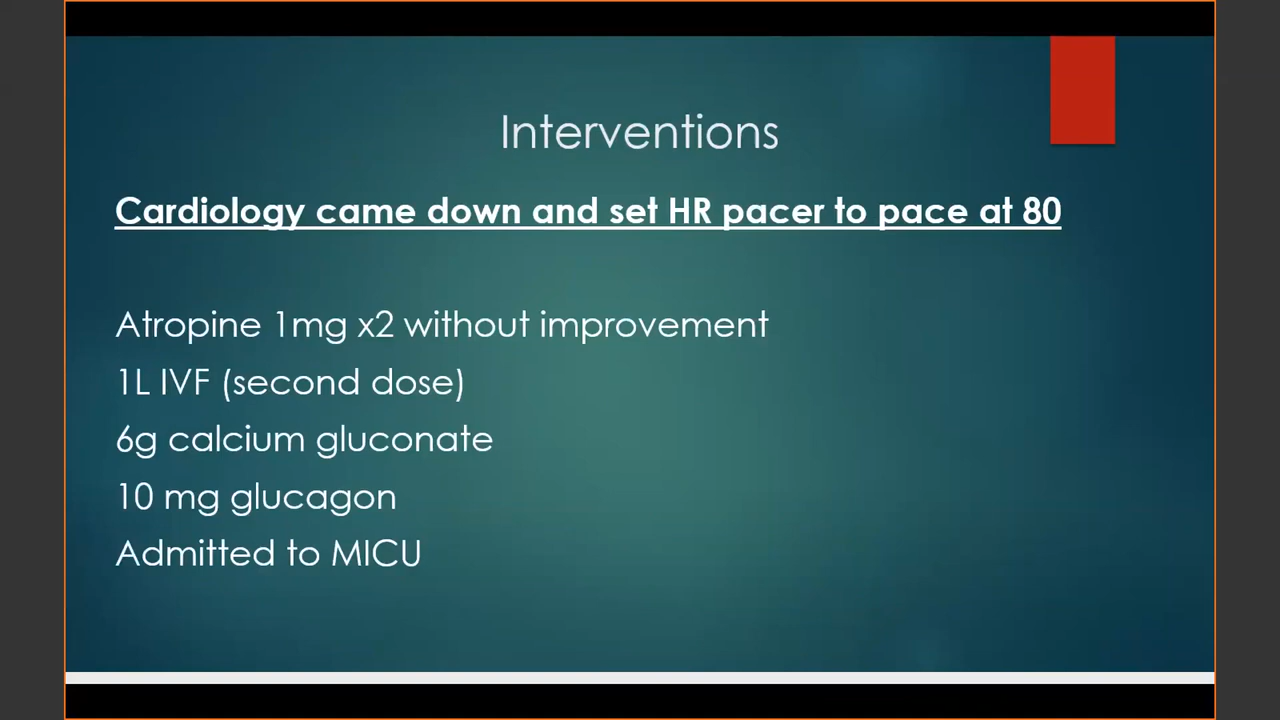 Interventions
Cardiology came down and set HR pacer to pace at 80
Atropine 1mg x2 without improvement
1L IVF (second dose)
6g calcium gluconate
10 mg glucagon
Admitted to MICU